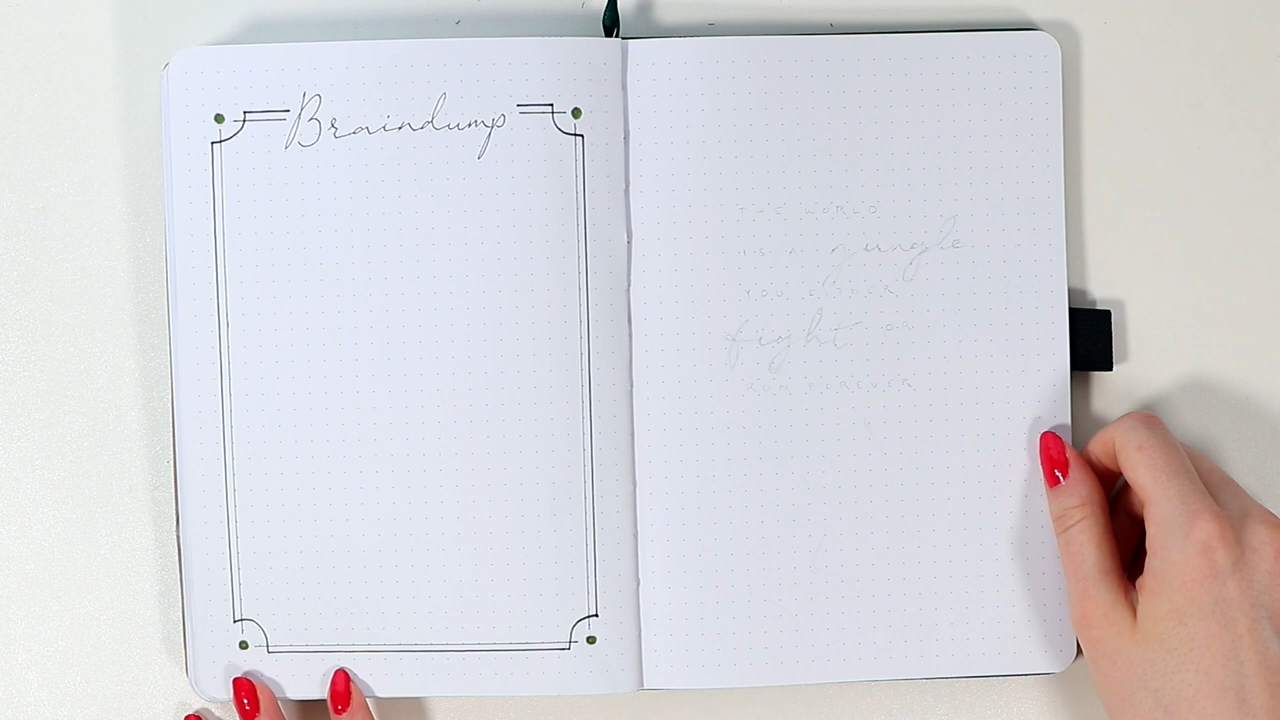 Braindump
THE WORLD
IS A jungle
YOU EITHER
fight OR
RUN FOREVER